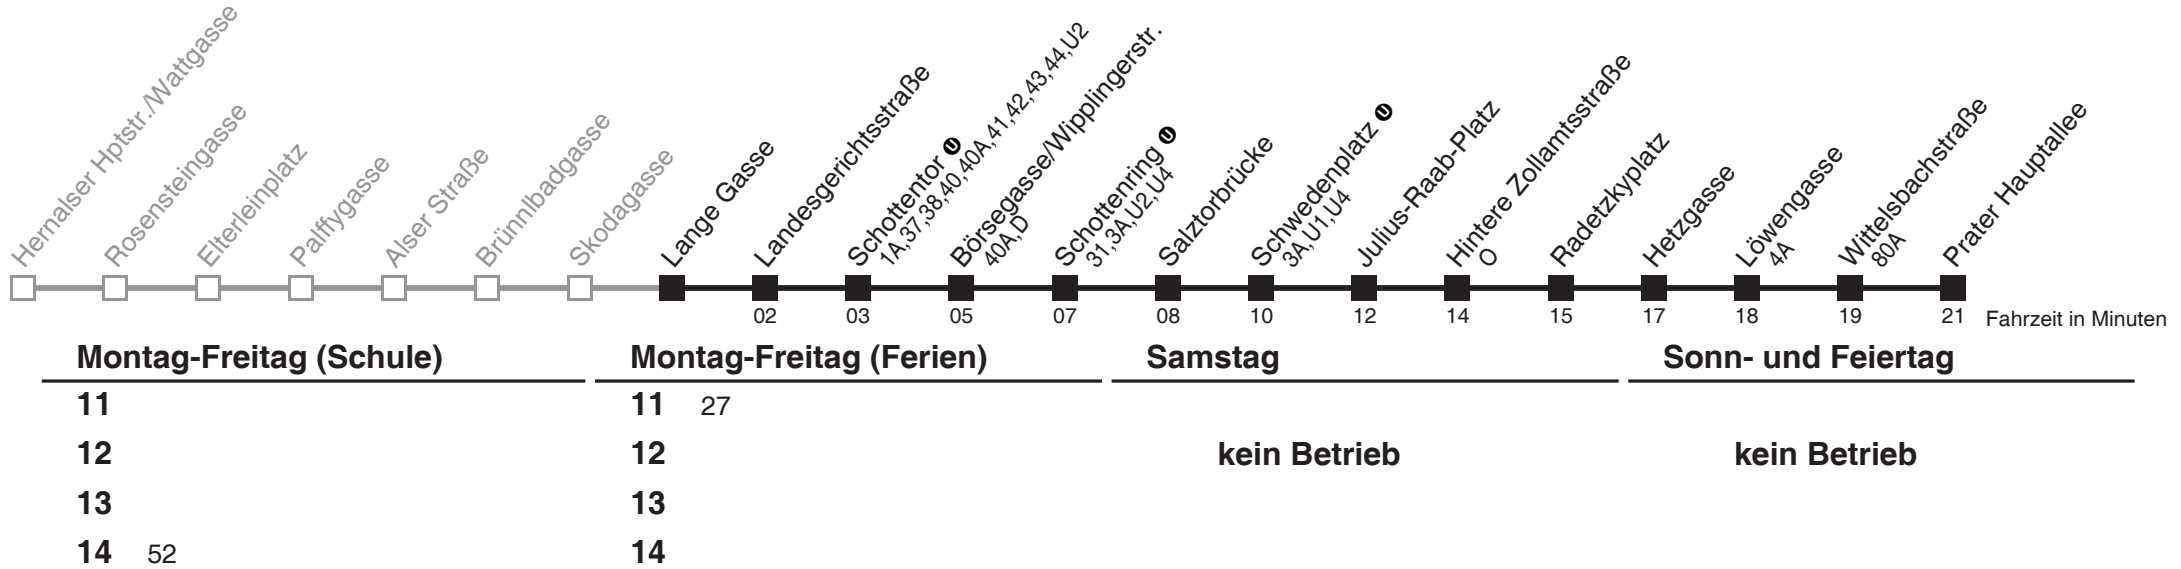 Hernalser Hptstr./Wattgasse
Rosensteingasse
Elterleinplatz
Palffygasse
Alser Straße
Brünnlbadgasse
Skodagasse
Lange Gasse
Landesgerichtsstraße
Schottentor U
1A,37,38,40,40A,41,42,43,44,U2
Börsegasse/Wipplingerstr.
40A,D
Schottenring U
31,3A,U2,U4
Salztorbrücke
Schwedenplatz U
3A,U1,U4
Julius-Raab-Platz
Hintere Zollamtsstraße
O
Radetzkyplatz
Hetzgasse
Löwengasse
4A
Wittelsbachstraße
80A
Prater Hauptallee
02 03 05 07 08 10 12 14 15 17 18 19 21 Fahrzeit in Minuten
Montag-Freitag (Schule) Montag-Freitag (Ferien) Samstag Sonn- und Feiertag
11 11 27
12 12 kein Betrieb kein Betrieb
13 13
14 52 14